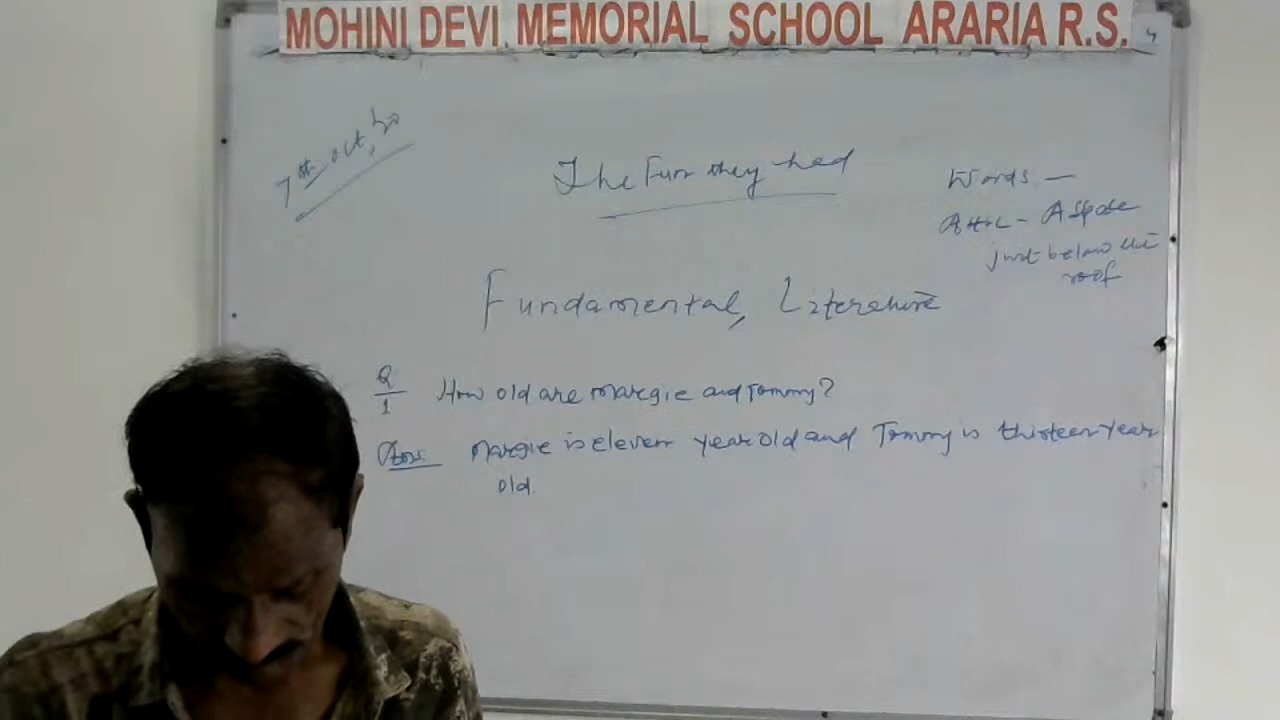 MOHINI DEVI MEMORIAL SCHOOL ARARIA R.S.
7th Oct, 20
The Fun they had
Words —
Attic - A space
just below the
roof
Fundamental, Literature
Q 1 How old are Margie and Tommy?
Ans. Margie is eleven year old and Tommy is thirteen year
old.